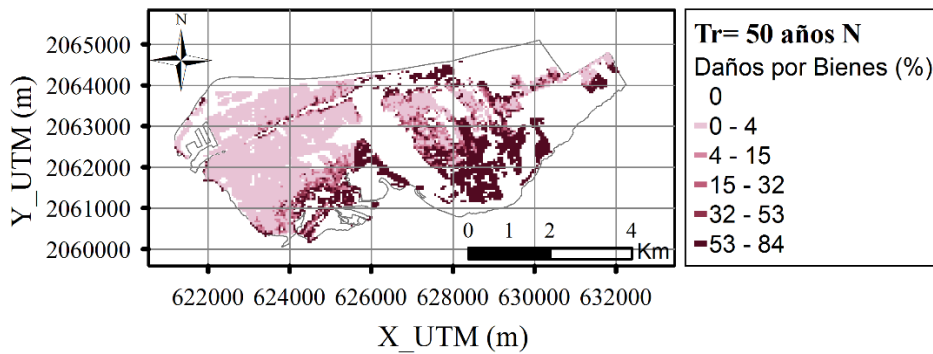 N
2065000
2064000
2063000
2062000
2061000
2060000
Y_UTM (m)
0 1 2 4
Km
622000 624000 626000 628000 630000 632000
X_UTM (m)
Tr= 50 años N
Daños por Bienes (%)
0
0 - 4
4 - 15
15 - 32
32 - 53
53 - 84